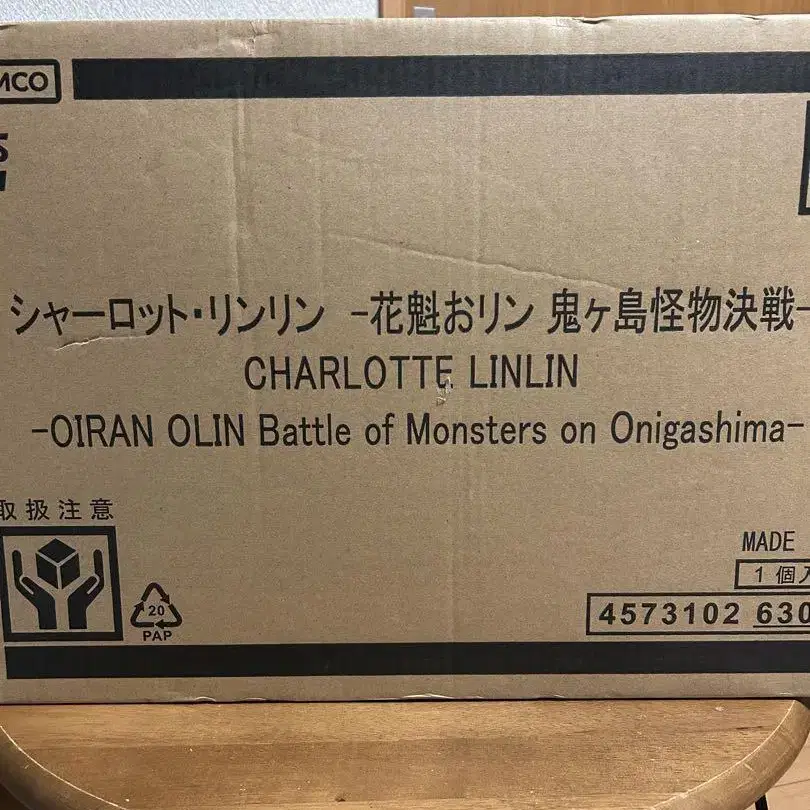 MCO
S
シャーロット・リンリン -花魁おリン 鬼ヶ島怪物決戦-
CHARLOTTE LINLIN
-OIRAN OLIN Battle of Monsters on Onigashima-
取扱注意
20
PAP
MADE
1個入
4573102 630